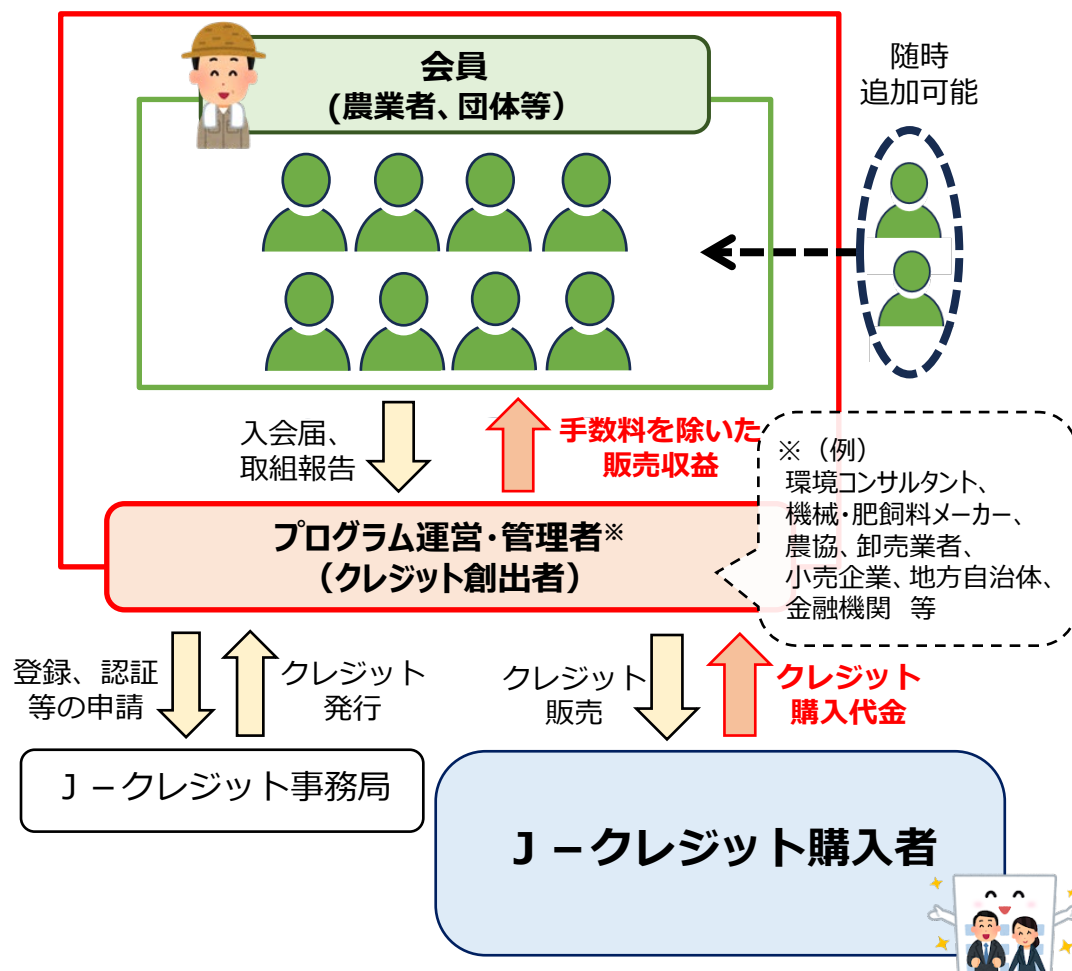 会員
(農業者、団体等）
随時
追加可能
入会届、
取組報告
手数料を除いた
販売収益
※（例）
環境コンサルタント、
機械・肥飼料メーカー、
農協、卸売業者、
小売企業、地方自治体、
金融機関 等
プログラム運営・管理者※
（クレジット創出者）
登録、認証
等の申請
クレジット
発行
クレジット
販売
クレジット
購入代金
Ｊ－クレジット事務局
Ｊ－クレジット購入者